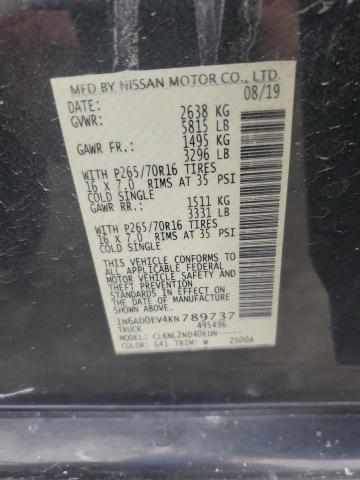 MFD BY NISSAN MOTOR CO., LTD.
DATE: 08/19
GVWR: 2638 KG
5815 LB
GAWR FR.: 1495 KG
3296 LB
WITH P265/70R16 TIRES
16 X 7.0 RIMS AT 35 PSI
COLD SINGLE
GAWR RR.: 1511 KG
3331 LB
WITH P265/70R16 TIRES
16 X 7.0 RIMS AT 35 PSI
COLD SINGLE
THIS VEHICLE CONFORMS TO
ALL APPLICABLE FEDERAL
MOTOR VEHICLE SAFETY AND
THEFT PREVENTION
STANDARDS IN EFFECT ON
THE DATE OF MANUFACTURE
SHOWN ABOVE.
1N6AD0EV4KN789737
TRUCK 495496
CLKNLZND40EUN-----
COLOR: G41 TRIM: W 2500A